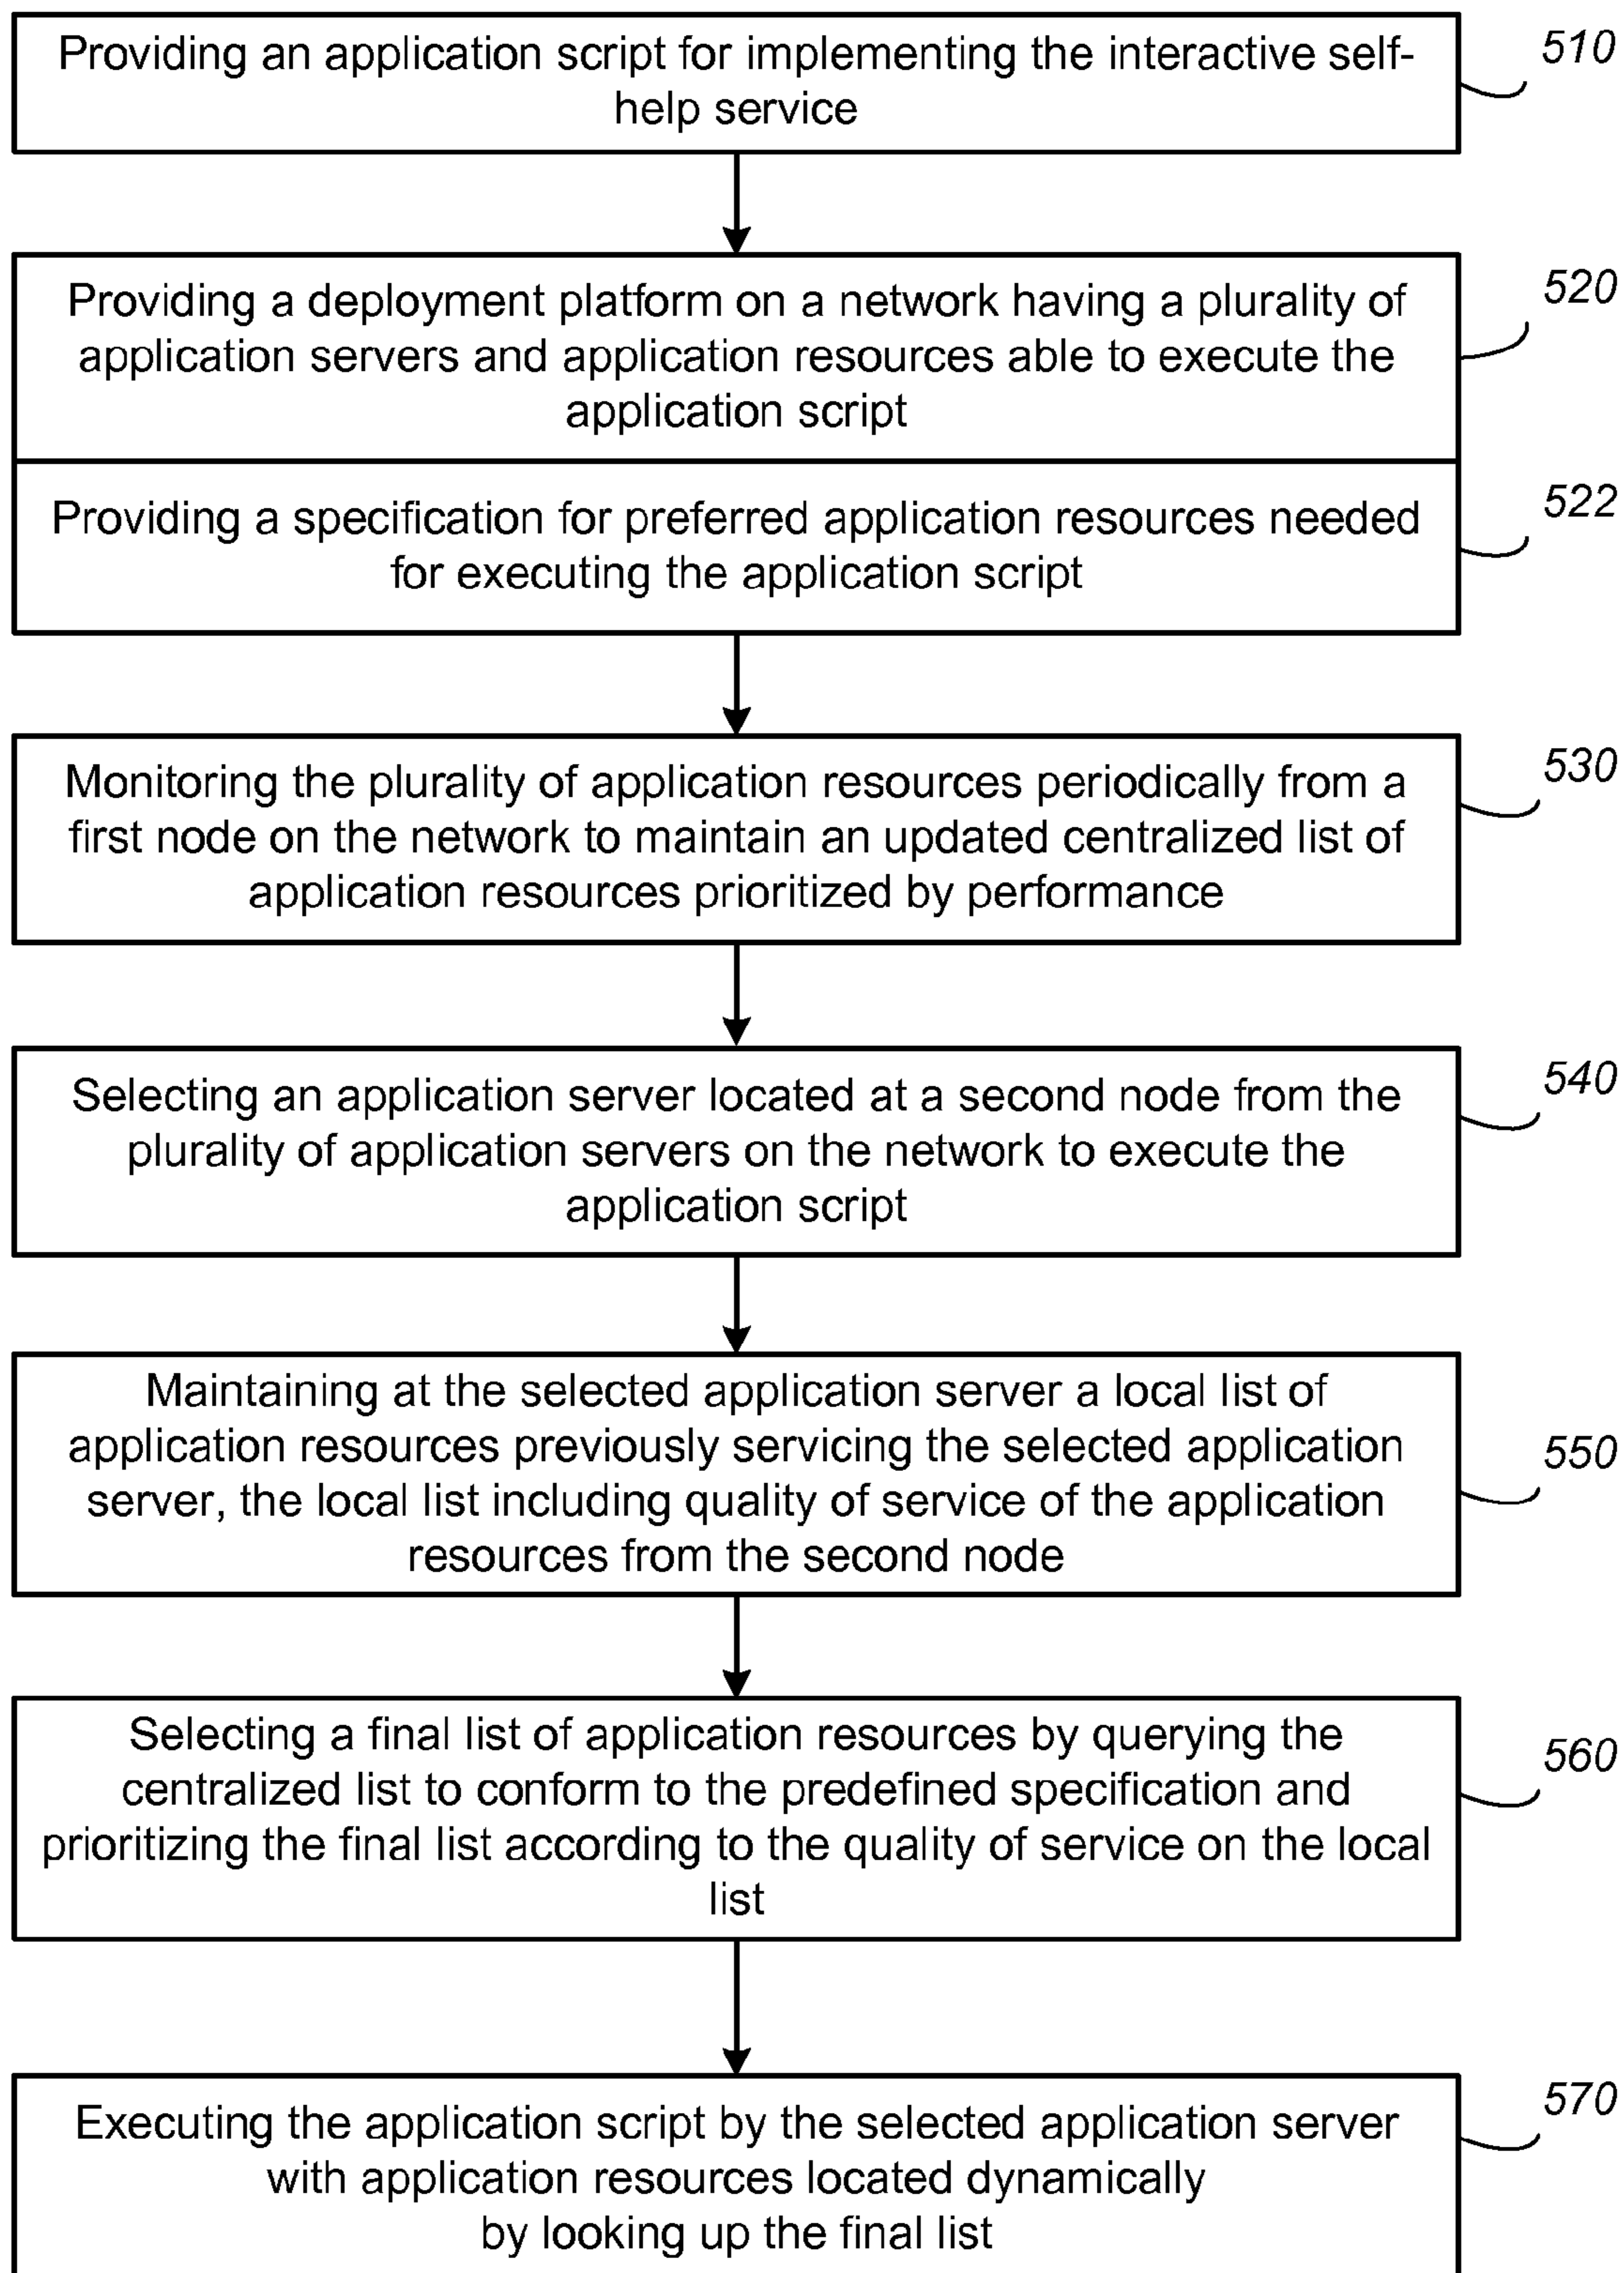 Providing an application script for implementing the interactive self-
help service
510
Providing a deployment platform on a network having a plurality of
application servers and application resources able to execute the
application script
520
Providing a specification for preferred application resources needed
for executing the application script
522
Monitoring the plurality of application resources periodically from a
first node on the network to maintain an updated centralized list of
application resources prioritized by performance
530
Selecting an application server located at a second node from the
plurality of application servers on the network to execute the
application script
540
Maintaining at the selected application server a local list of
application resources previously servicing the selected application
server, the local list including quality of service of the application
resources from the second node
550
Selecting a final list of application resources by querying the
centralized list to conform to the predefined specification and
prioritizing the final list according to the quality of service on the local
list
560
Executing the application script by the selected application server
with application resources located dynamically
by looking up the final list
570